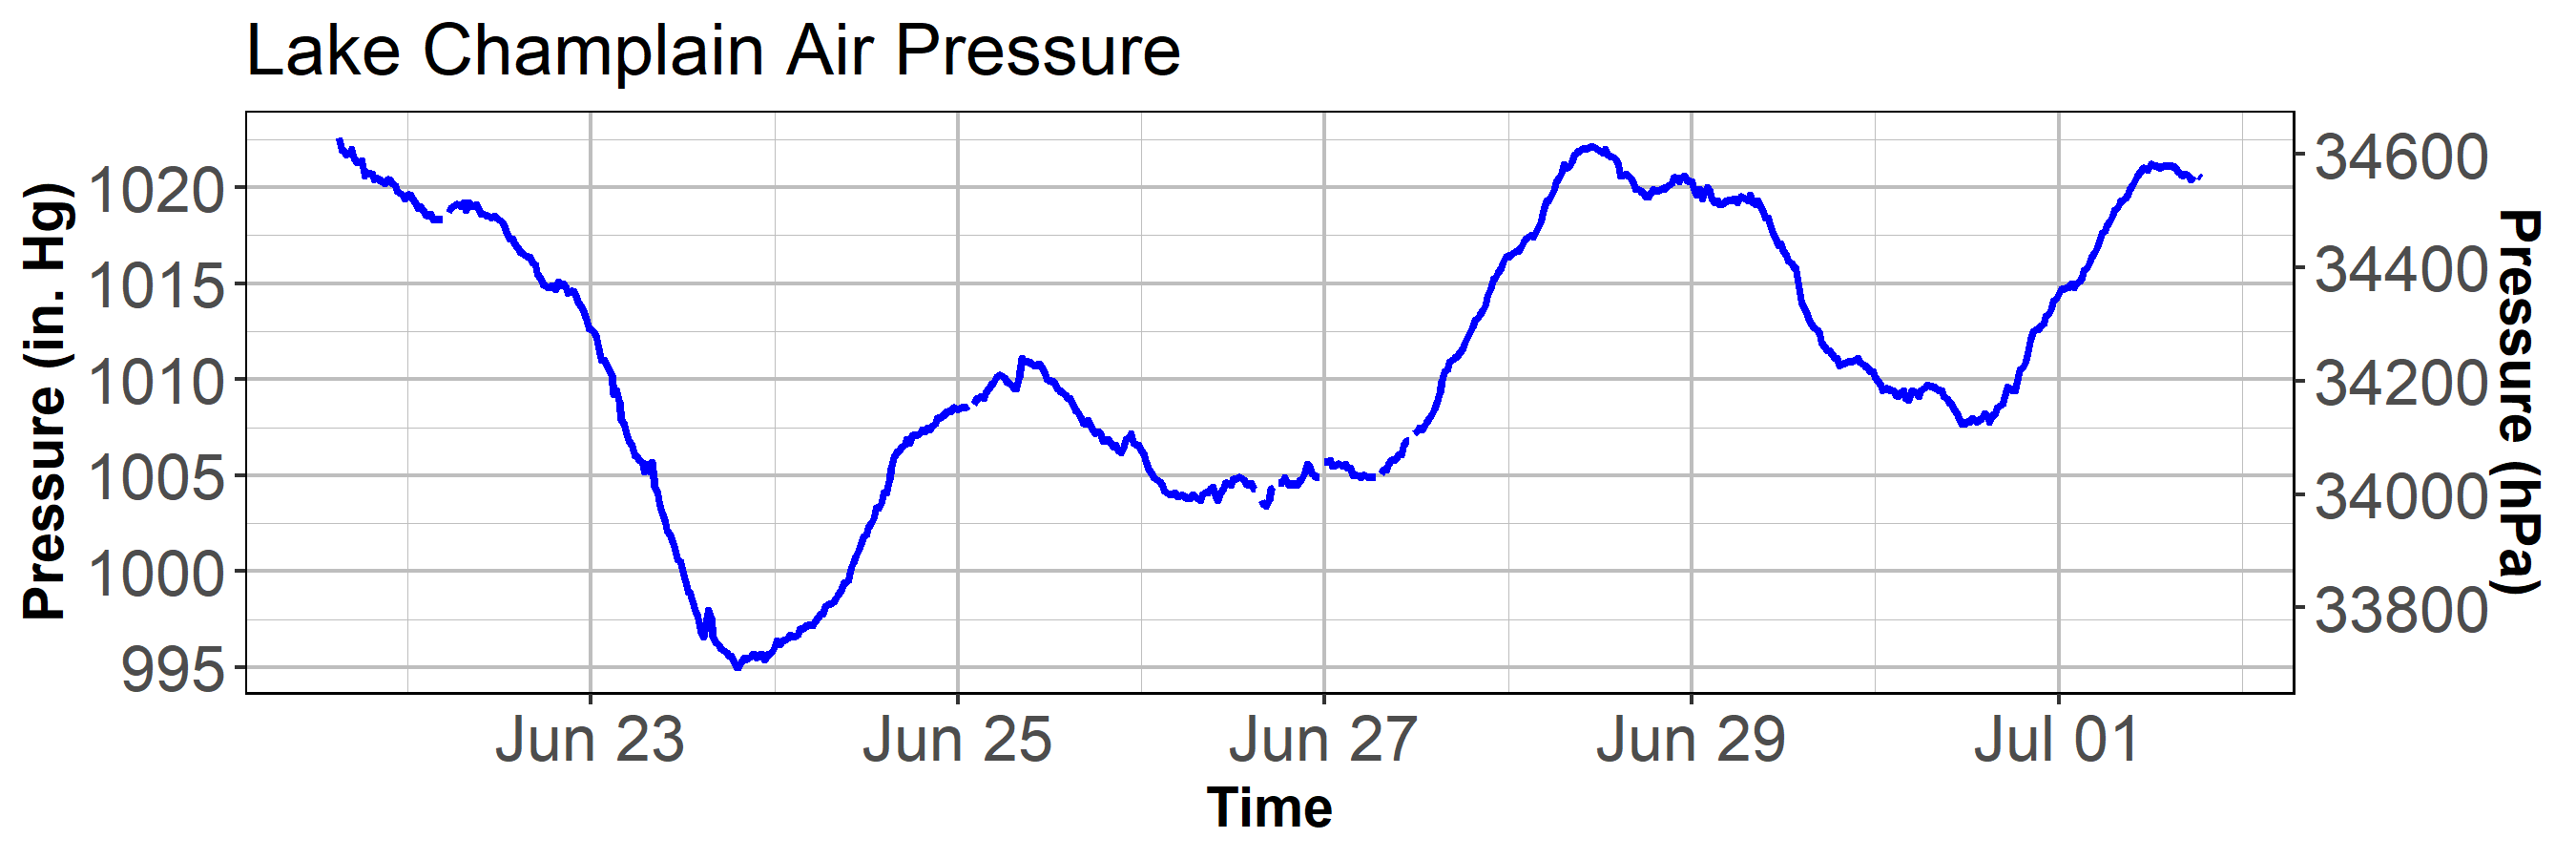 Lake Champlain Air Pressure
Pressure (in. Hg)
1020
1015
1010
1005
1000
995
34600
34400
34200
34000
33800
Pressure (hPa)
Jun 23
Jun 25
Jun 27
Jun 29
Jul 01
Time